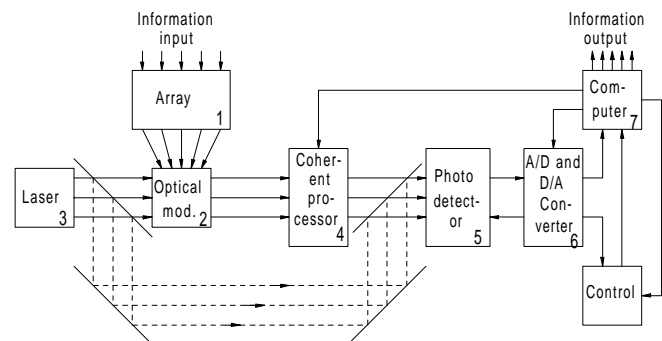 Information
input
Information
output
Array
1
Com-
puter
7
Laser
3
Optical
mod.
2
Coher-
ent
pro-
cessor
4
Photo
detect-
or
5
A/D and
D/A
Con-
verter
6
Control